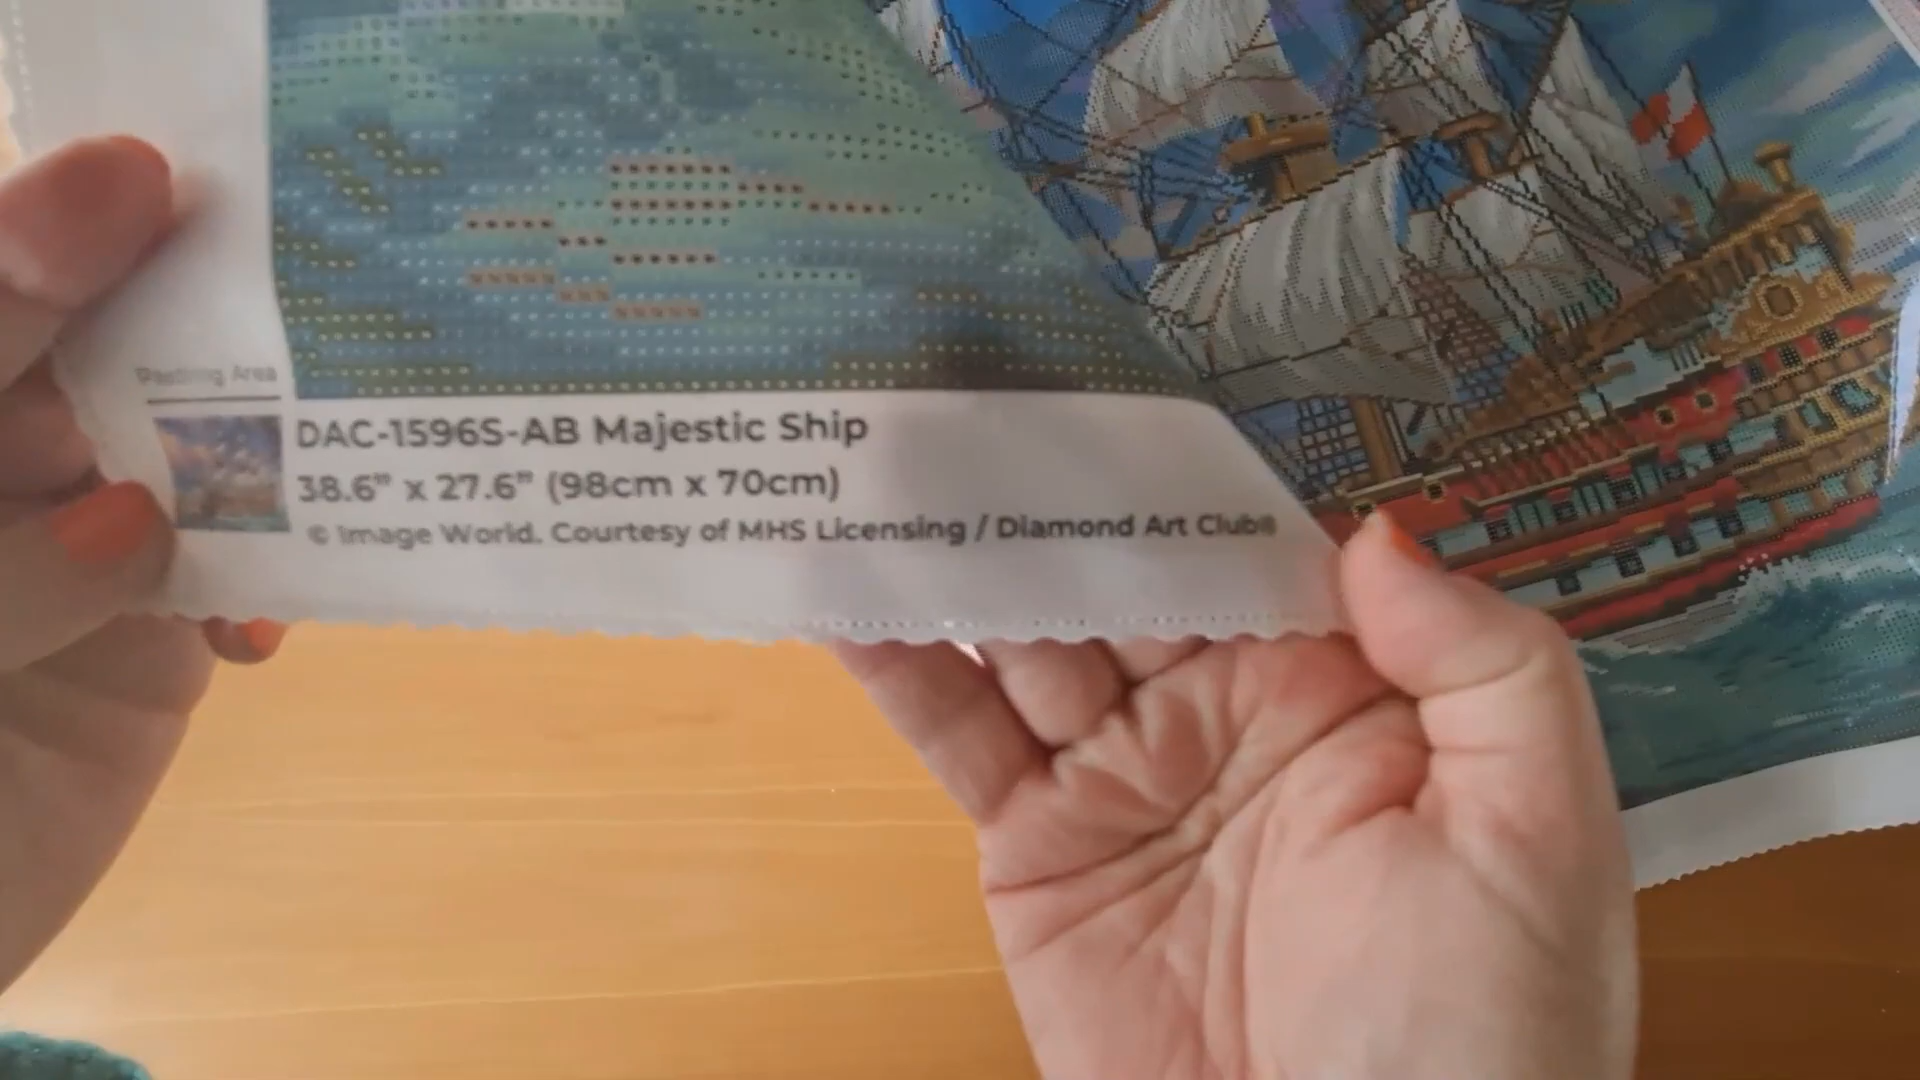 Pasting Area
DAC-1596S-AB Majestic Ship
38.6" x 27.6" (98cm x 70cm)
© Image World. Courtesy of MHS Licensing / Diamond Art Club®